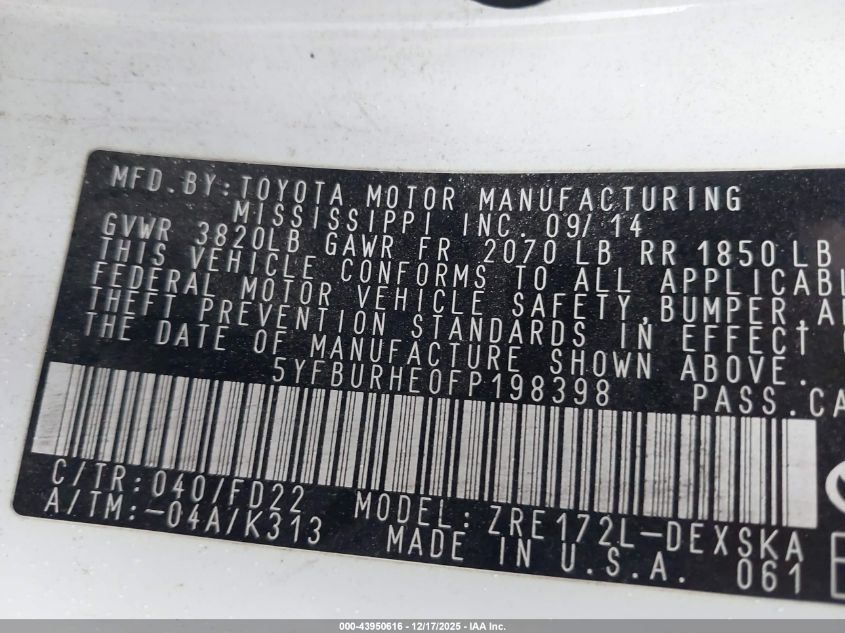 MFD.BY:TOYOTA MOTOR MANUFACTURING
MISSISSIPPI INC. 09/14
GVWR 3820LB GAWR FR 2070 LB RR 1850 LB
THIS VEHICLE CONFORMS TO ALL APPLICABL
FEDERAL MOTOR VEHICLE SAFETY,BUMPER A
THEFT PREVENTION STANDARDS IN EFFECT
THE DATE OF MANUFACTURE SHOWN ABOVE.
5YFBURHE0FP198398 PASS.CA
C/TR:040/FD22 MODEL:ZRE172L-DEXSKA
A/TM:-04A/K313 MADE IN U.S.A. 061
000-43950616 - 12/17/2025 - IAA Inc.